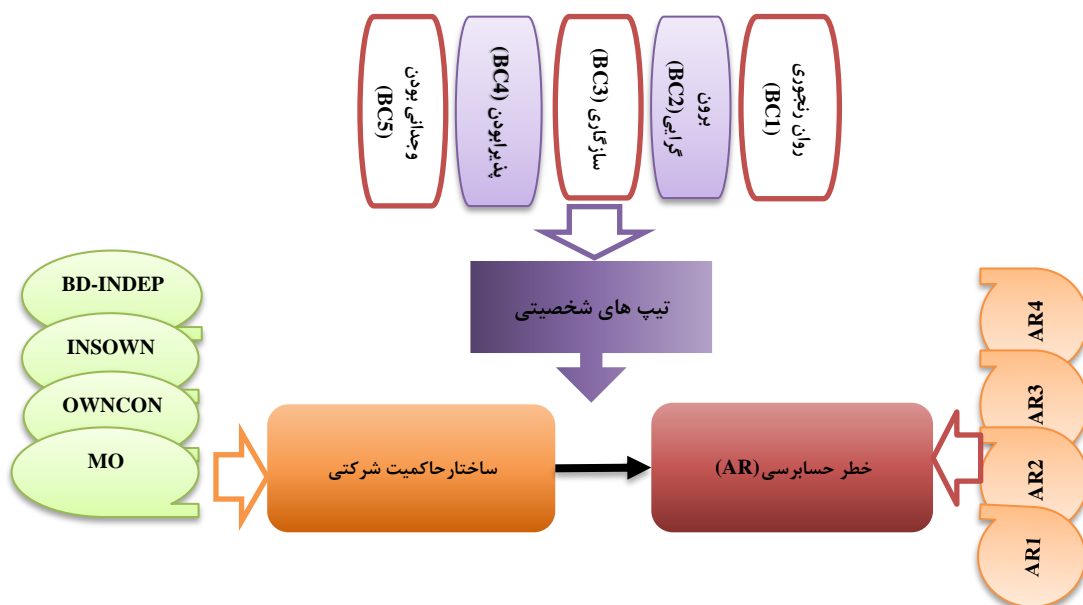 روان رنجوری
(BC1)
برون
گرایی(BC2)
سازگاری (BC3)
پذیرابودن (BC4)
وجدانی بودن
(BC5)
تیپ های شخصیتی
BD-INDEP
INSOWN
OWNCON
MO
ساختارحاکمیت شرکتی
خطر حسابرسی(AR)
AR4
AR3
AR2
AR1